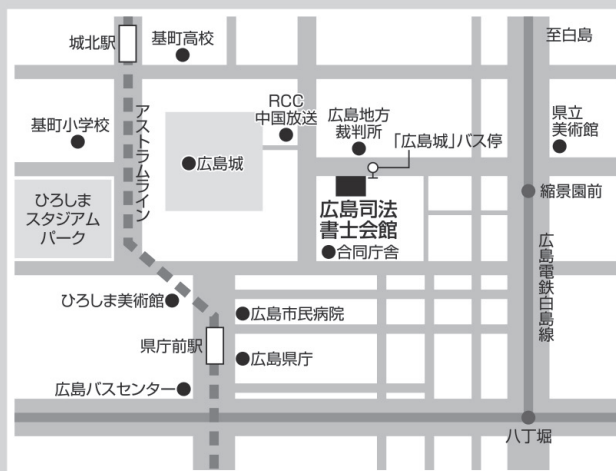 城北駅
基町高校
至白島
アストラムライン
RCC
中国放送
広島地方
裁判所
「広島城」バス停
県立
美術館
基町小学校
広島城
縮景園前
ひろしま
スタジアム
パーク
広島司法
書士会館
合同庁舎
広島電鉄白島線
ひろしま美術館
広島市民病院
県庁前駅
広島県庁
広島バスセンター
八丁堀